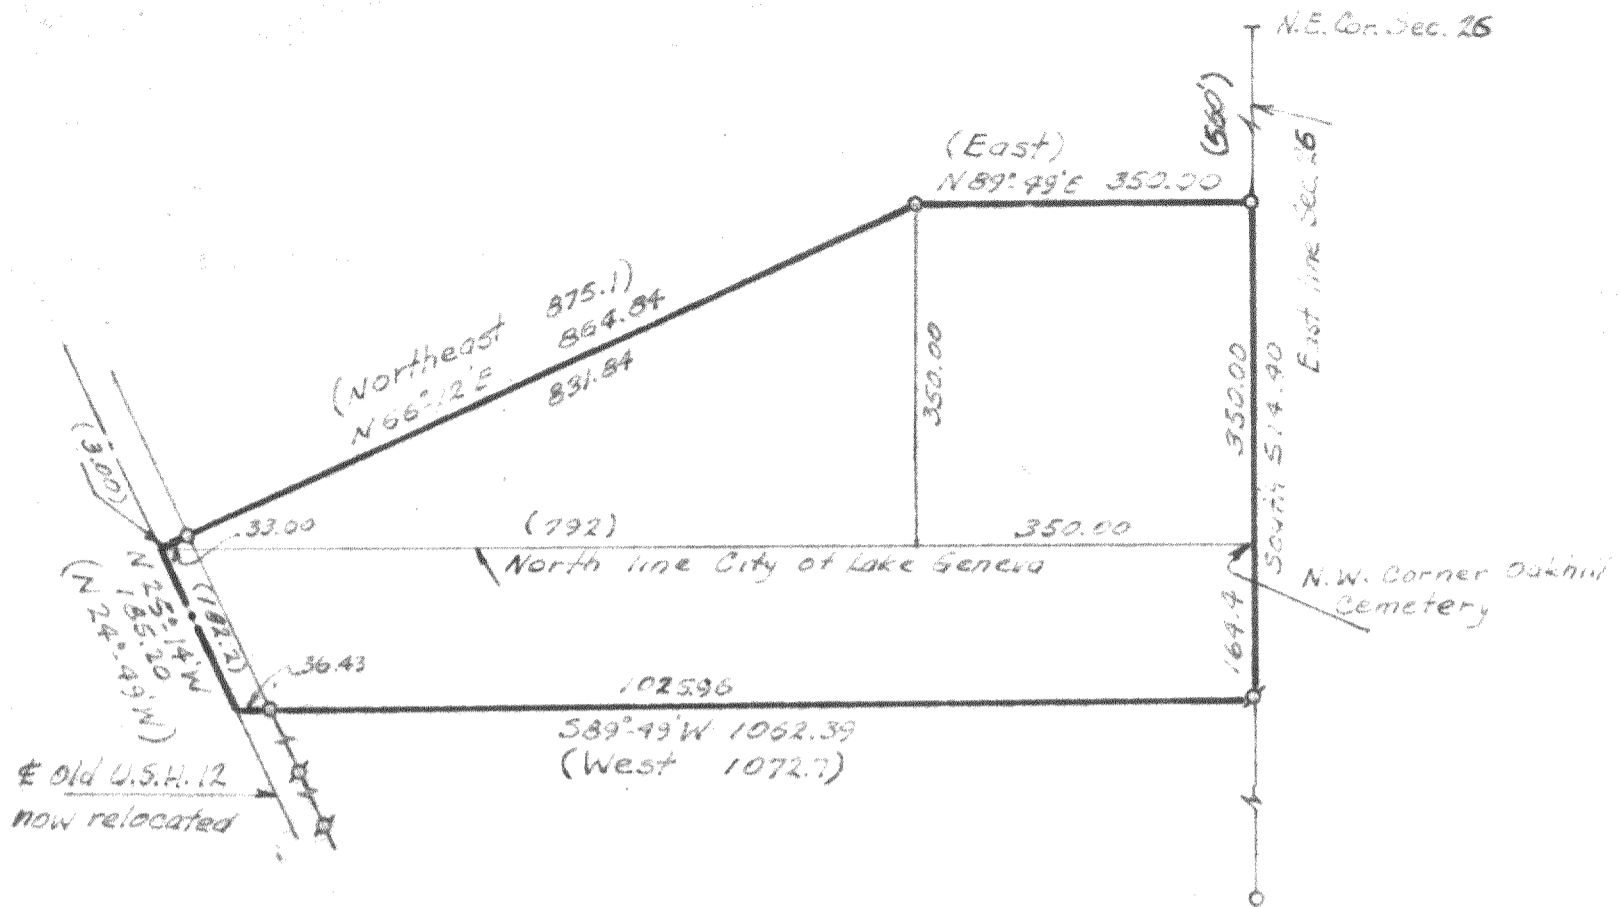 N.E. Cor. Sec. 26
(560')
East line Sec. 26
(East)
N 89°-49'E 350.00
(Northeast 875.1)
N 66°-12'E 864.84
831.84
350.00
350.00
South 514.40
(3.00)
33.00
(792)
350.00
North line City of Lake Geneva
N.W. Corner Oakhill
Cemetery
164.4
(182.2)
N 25°-14'W
185.20
(N 24°-49'W)
36.43
1025.96
S 89°-49'W 1062.39
(West 1072.7)
℄ Old U.S.H. 12
now relocated